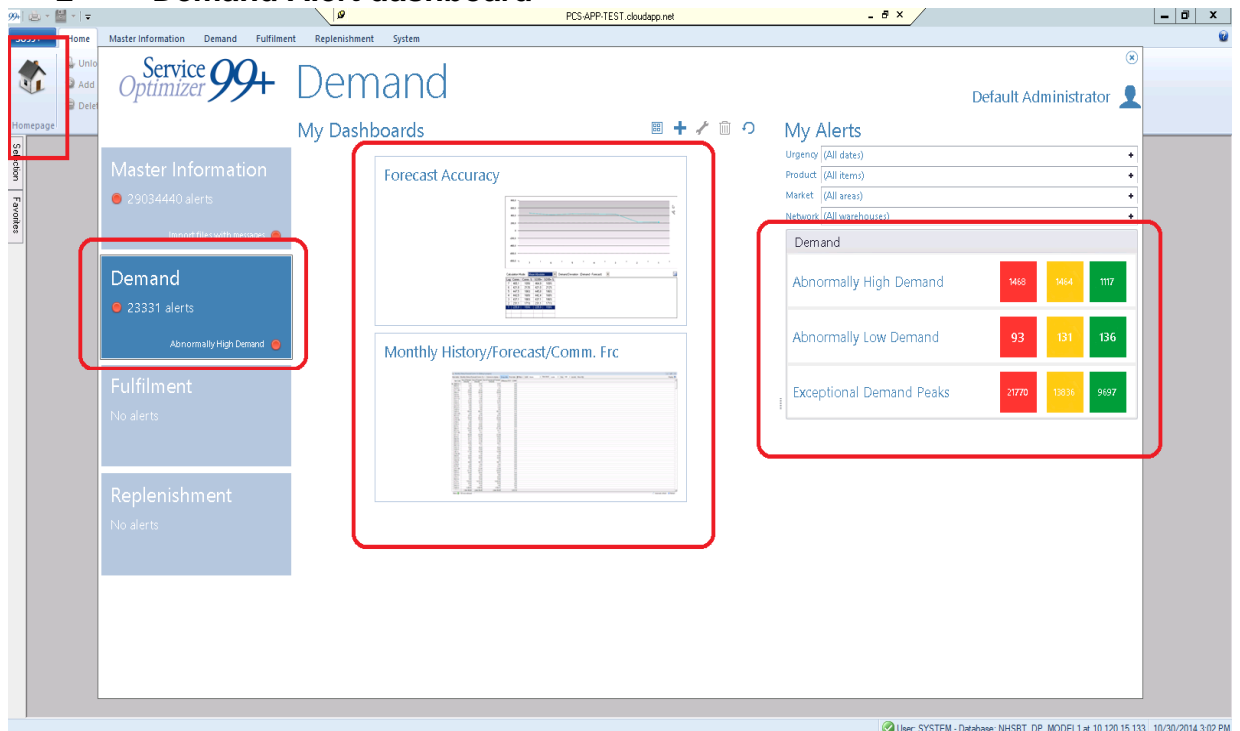 Demand Alert dashboard
99+
PCS-APP-TEST.cloudapp.net
Home Master Information Demand Fulfilment Replenishment System
Unlo
Add
Delet
Homepage
Selection
Favorites
Service Optimizer 99+
Demand
Default Administrator
My Dashboards
My Alerts
Urgency (All dates)
Product (All items)
Market (All areas)
Network (All warehouses)
Master Information
29034440 alerts
Import files with messages
Demand
23331 alerts
Abnormally High Demand
Fulfilment
No alerts
Replenishment
No alerts
Forecast Accuracy
Monthly History/Forecast/Comm. Frc
Demand
Abnormally High Demand 1468 1464 1117
Abnormally Low Demand 93 131 136
Exceptional Demand Peaks 21770 13836 9697
User: SYSTEM - Database: NHSBT_DP_MODEL1 at 10.120.15.133 10/30/2014 3:02 PM